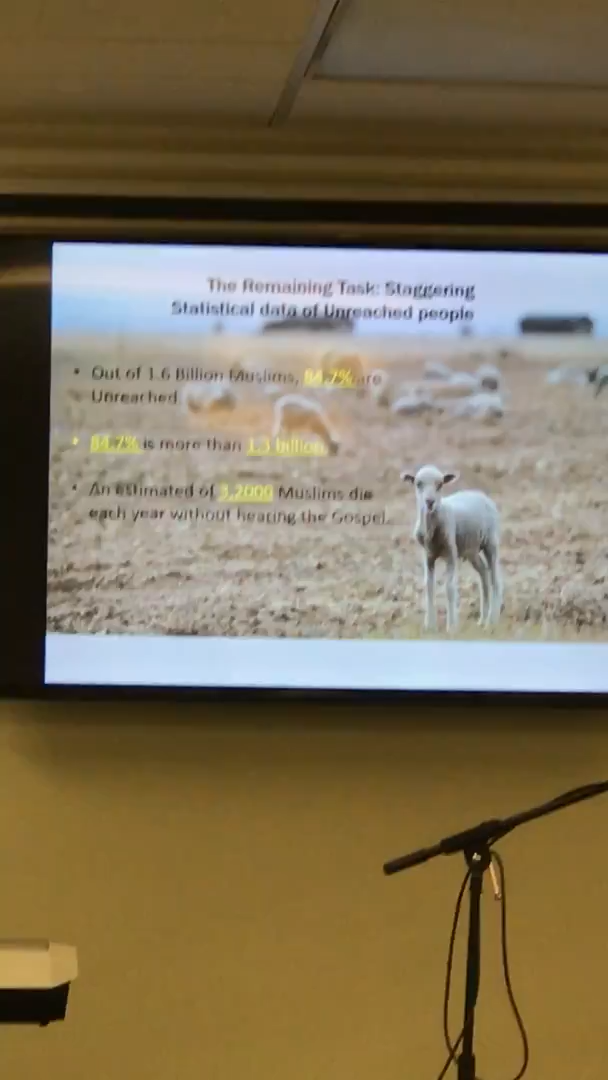 The Remaining Task: Staggering
Statistical data of Unreached people
• Out of 1.6 Billion Muslims, 84.7% are
Unreached
• 84.7% is more than 1.3 billion.
• An estimated of 3,2000 Muslims die
each year without hearing the Gospel.